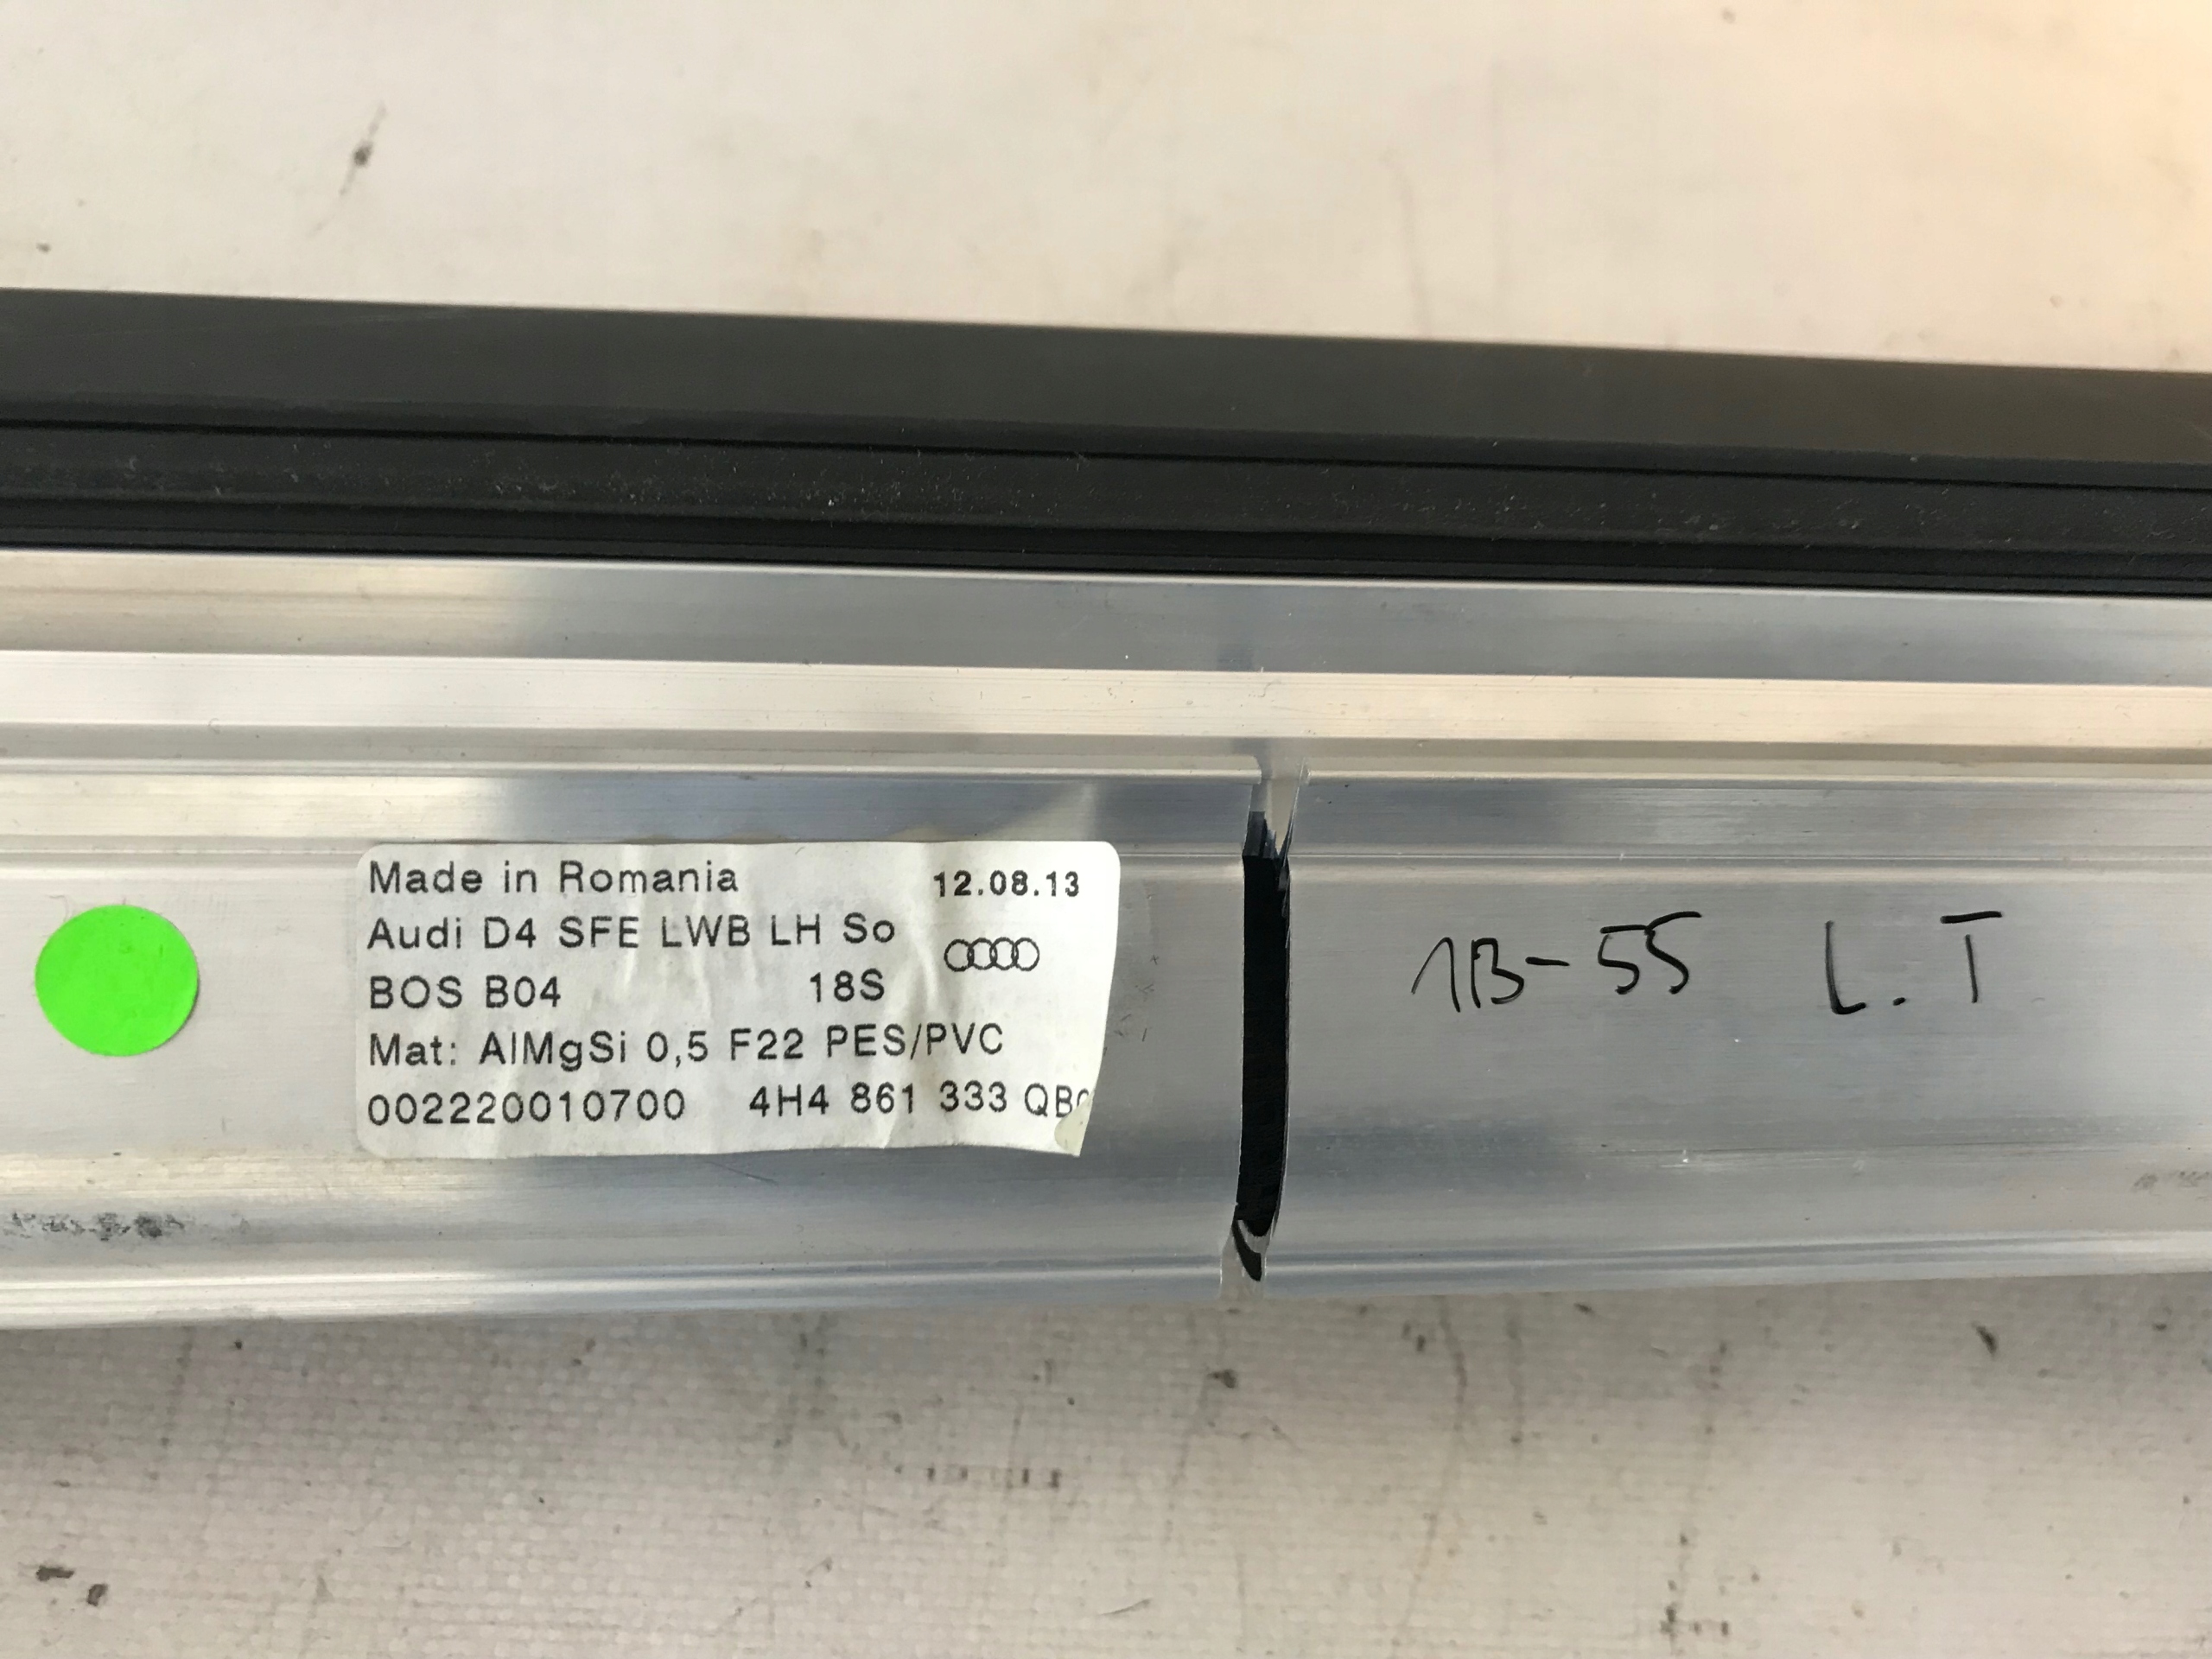 Made in Romania 12.08.13
Audi D4 SFE LWB LH So
BOS B04 18S
Mat: AlMgSi 0,5 F22 PES/PVC
002220010700 4H4 861 333 QB
1B-55 L.T